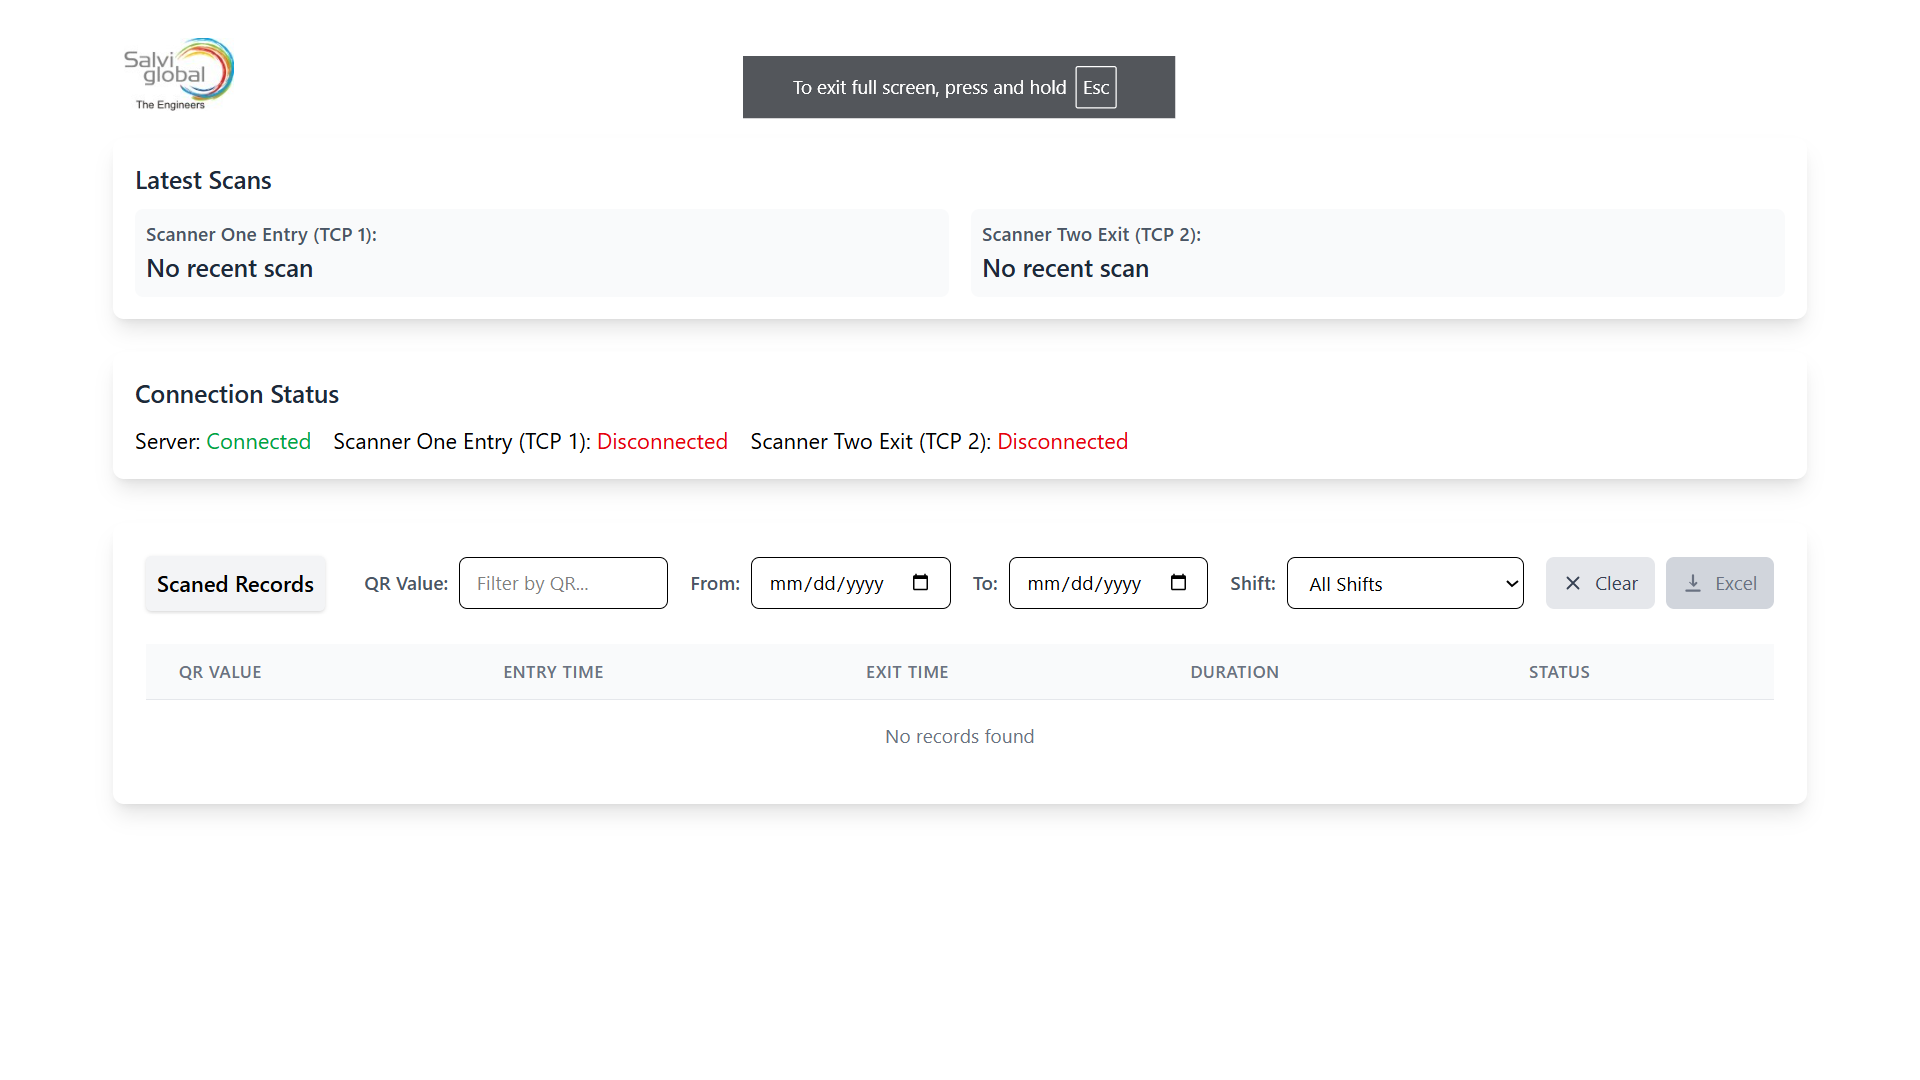 Salvi
global
The Engineers
To exit full screen, press and hold Esc
Latest Scans
Scanner One Entry (TCP 1):
No recent scan
Scanner Two Exit (TCP 2):
No recent scan
Connection Status
Server: Connected Scanner One Entry (TCP 1): Disconnected Scanner Two Exit (TCP 2): Disconnected
Scaned Records QR Value: Filter by QR... From: mm/dd/yyyy To: mm/dd/yyyy Shift: All Shifts Clear Excel
QR VALUE ENTRY TIME EXIT TIME DURATION STATUS
No records found